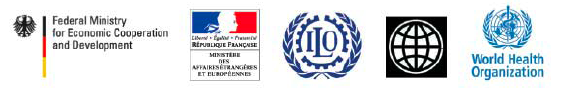 Federal Ministry
for Economic Cooperation
and Development
Liberté • Égalité • Fraternité
RÉPUBLIQUE FRANÇAISE
MINISTÈRE
DES
AFFAIRES ÉTRANGÈRES
ET EUROPÉENNES
ILO
World Health
Organization